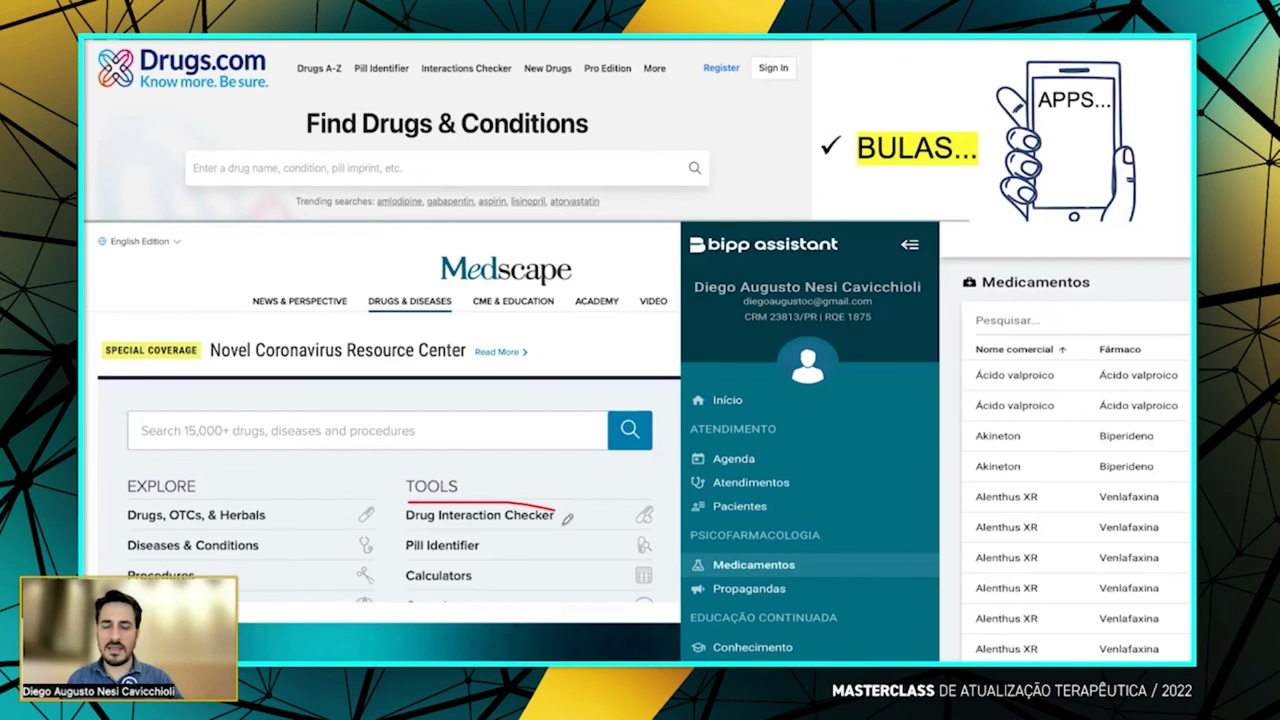 Drugs.com
Know more. Be sure.
Drugs A-Z Pill Identifier Interactions Checker New Drugs Pro Edition More Register Sign In
Find Drugs & Conditions
Enter a drug name, condition, pill imprint, etc.
Trending searches: amlodipine, gabapentin, aspirin, lisinopril, atorvastatin
✓ BULAS...
APPS...
English Edition
Medscape
NEWS & PERSPECTIVE DRUGS & DISEASES CME & EDUCATION ACADEMY VIDEO
SPECIAL COVERAGE Novel Coronavirus Resource Center Read More
Search 15,000+ drugs, diseases and procedures
EXPLORE
Drugs, OTCs, & Herbals
Diseases & Conditions
Procedures
TOOLS
Drug Interaction Checker
Pill Identifier
Calculators
bipp assistant
Diego Augusto Nesi Cavicchioli
diegoaugustoc@gmail.com
CRM 23813/PR | RQE 1875
Início
ATENDIMENTO
Agenda
Atendimentos
Pacientes
PSICOFARMACOLOGIA
Medicamentos
Propagandas
EDUCAÇÃO CONTINUADA
Conhecimento
Medicamentos
Pesquisar...
Nome comercial ↑ Fármaco
Ácido valproico Ácido valproico
Ácido valproico Ácido valproico
Akineton Biperideno
Akineton Biperideno
Alenthus XR Venlafaxina
Alenthus XR Venlafaxina
Alenthus XR Venlafaxina
Alenthus XR Venlafaxina
Alenthus XR Venlafaxina
Alenthus XR Venlafaxina
Diego Augusto Nesi Cavicchioli
MASTERCLASS DE ATUALIZAÇÃO TERAPÊUTICA / 2022